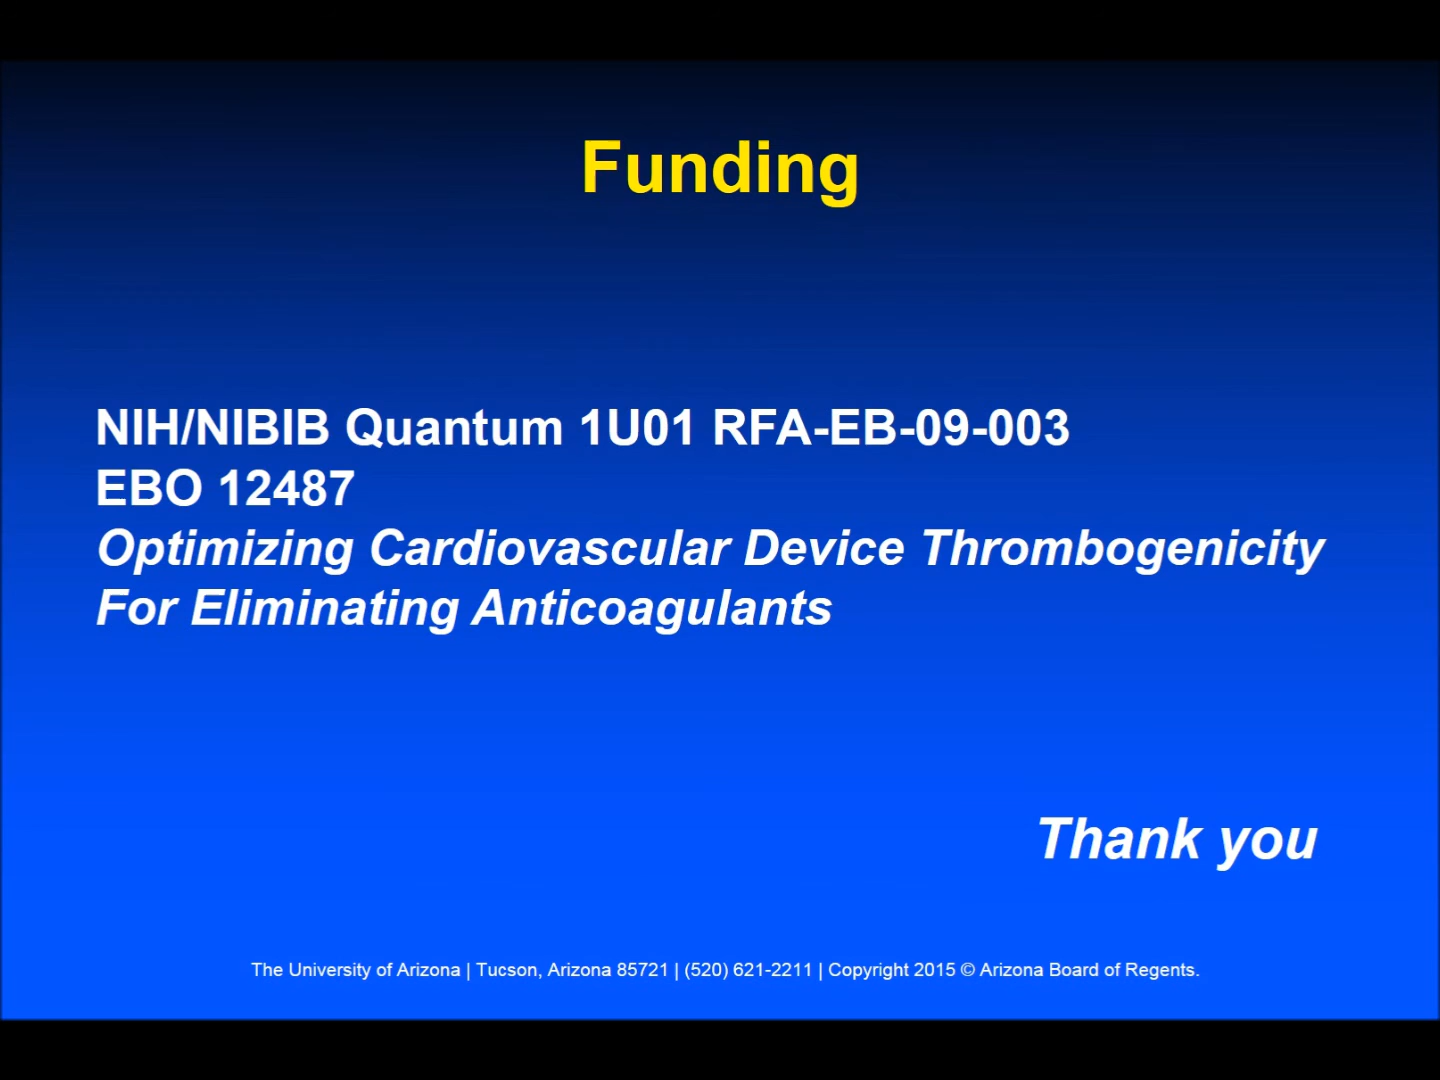 Funding
NIH/NIBIB Quantum 1U01 RFA-EB-09-003
EBO 12487
Optimizing Cardiovascular Device Thrombogenicity
For Eliminating Anticoagulants
Thank you
The University of Arizona | Tucson, Arizona 85721 | (520) 621-2211 | Copyright 2015 © Arizona Board of Regents.